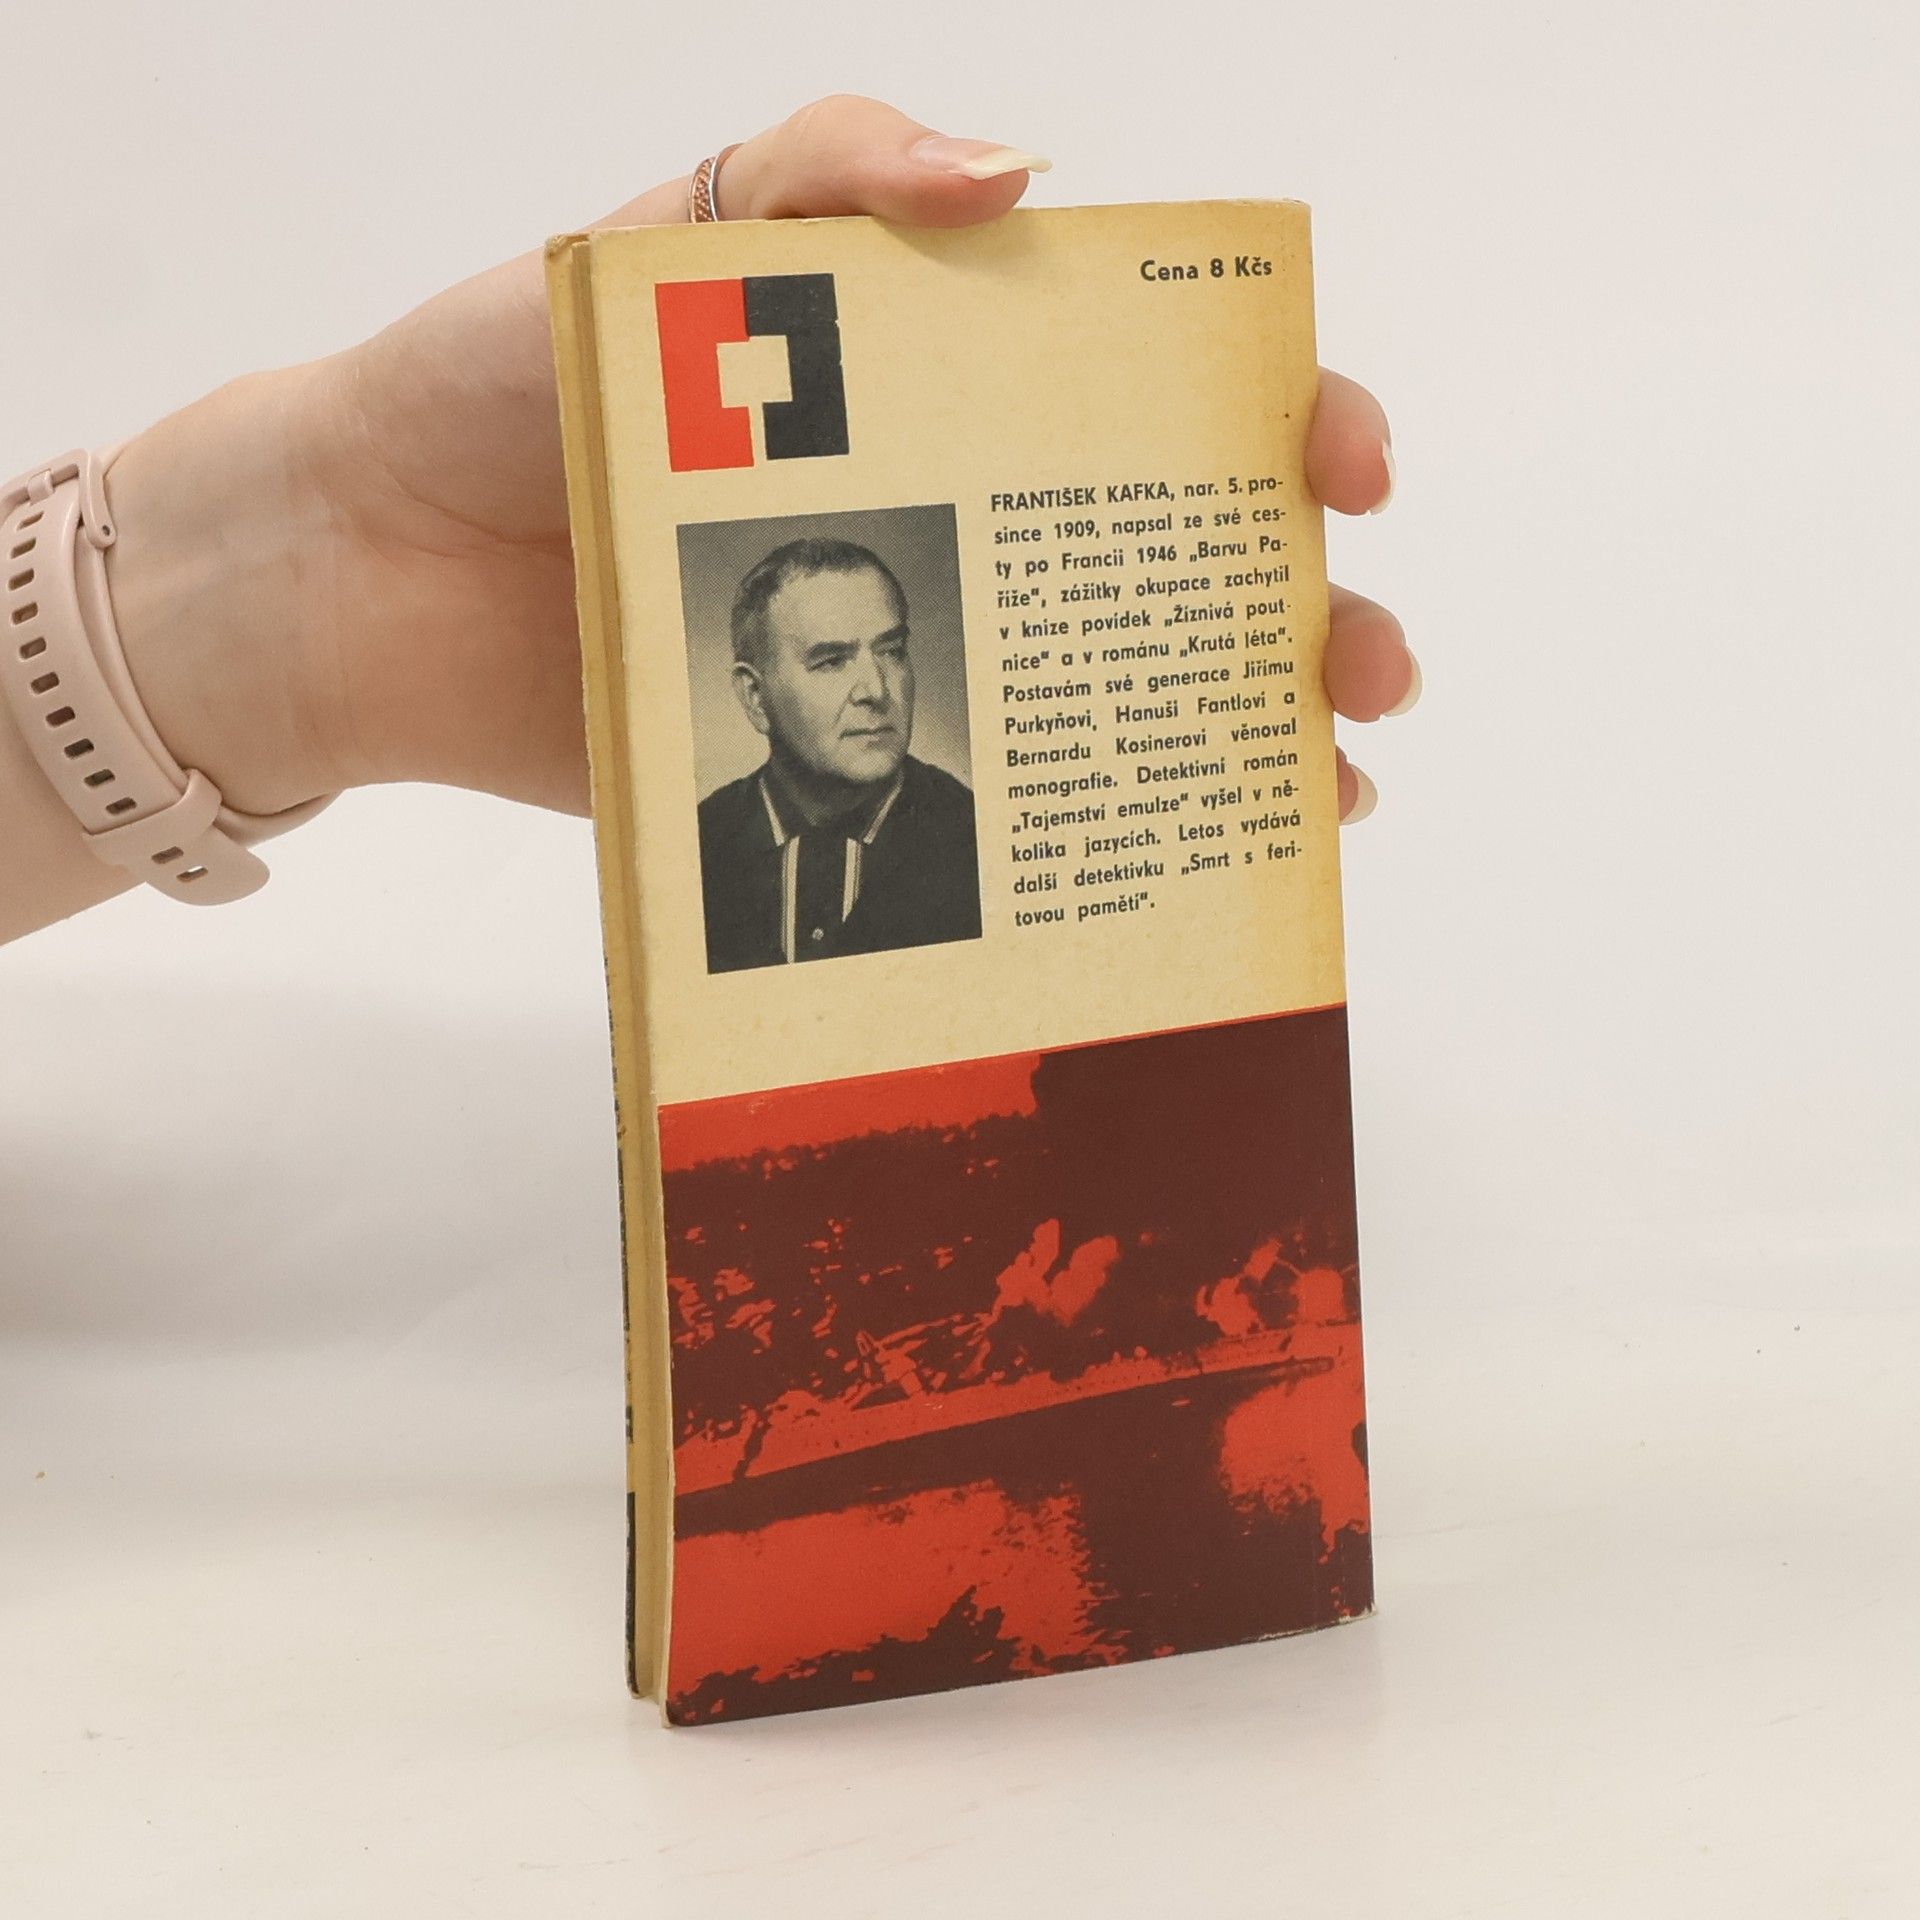 Cena 8 Kčs
FRANTIŠEK KAFKA, nar. 5. pro-
since 1909, napsal ze své ces-
ty po Francii 1946 „Barvu Pa-
říže“, zážitky okupace zachytil
v knize povídek „Žíznivá pout-
nice“ a v románu „Krutá léta“.
Postavám své generace Jiřímu
Purkyňovi, Hanuši Fantlovi a
Bernardu Kosinerovi věnoval
monografie. Detektivní román
„Tajemství emulze“ vyšel v ně-
kolika jazycích. Letos vydává
další detektivku „Smrt s feri-
tovou pamětí“.